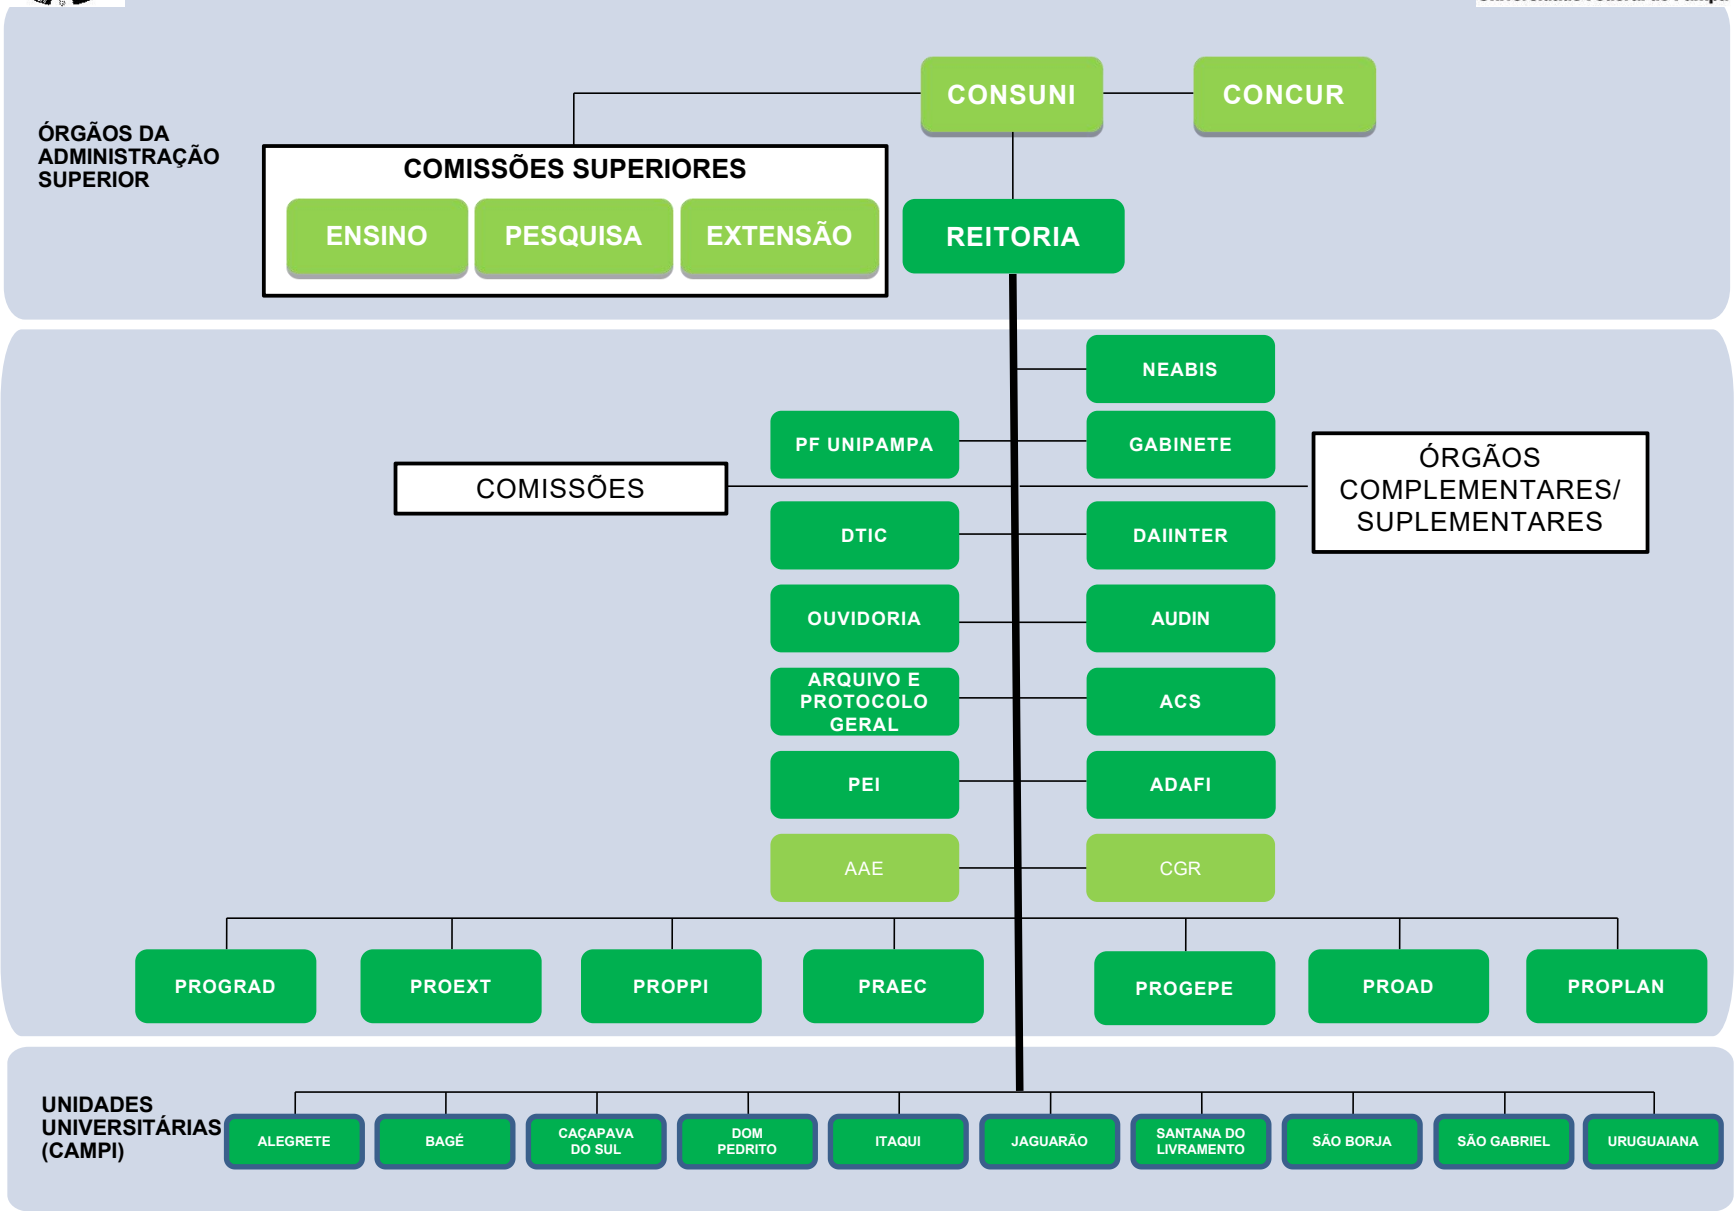 CONSUNI
CONCUR
ÓRGÃOS DA
ADMINISTRAÇÃO
SUPERIOR
COMISSÕES SUPERIORES
ENSINO
PESQUISA
EXTENSÃO
REITORIA
NEABIS
PF UNIPAMPA
GABINETE
COMISSÕES
ÓRGÃOS
COMPLEMENTARES/
SUPLEMENTARES
DTIC
DAIINTER
OUVIDORIA
AUDIN
ARQUIVO E
PROTOCOLO
GERAL
ACS
PEI
ADAFI
AAE
CGR
PROGRAD
PROEXT
PROPPI
PRAEC
PROGEPE
PROAD
PROPLAN
UNIDADES
UNIVERSITÁRIAS
(CAMPI)
ALEGRETE
BAGÉ
CAÇAPAVA
DO SUL
DOM
PEDRITO
ITAQUI
JAGUARÃO
SANTANA DO
LIVRAMENTO
SÃO BORJA
SÃO GABRIEL
URUGUAIANA